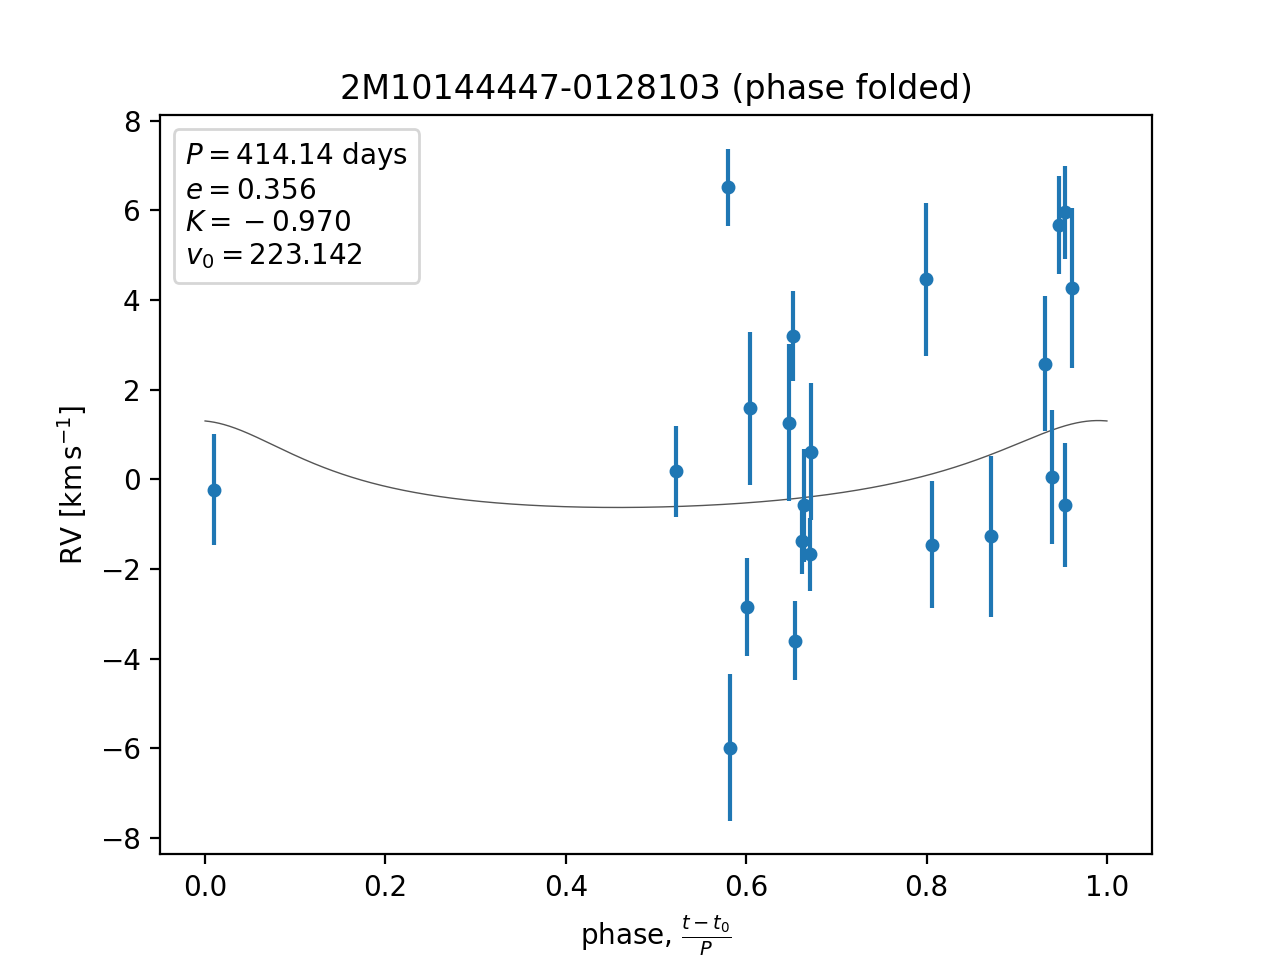 2M10144447-0128103 (phase folded)
P = 414.14 days
e = 0.356
K = −0.970
v₀ = 223.142
8
6
4
2
0
−2
−4
−6
−8
RV [km s⁻¹]
0.0 0.2 0.4 0.6 0.8 1.0
phase, (t − t₀)/P